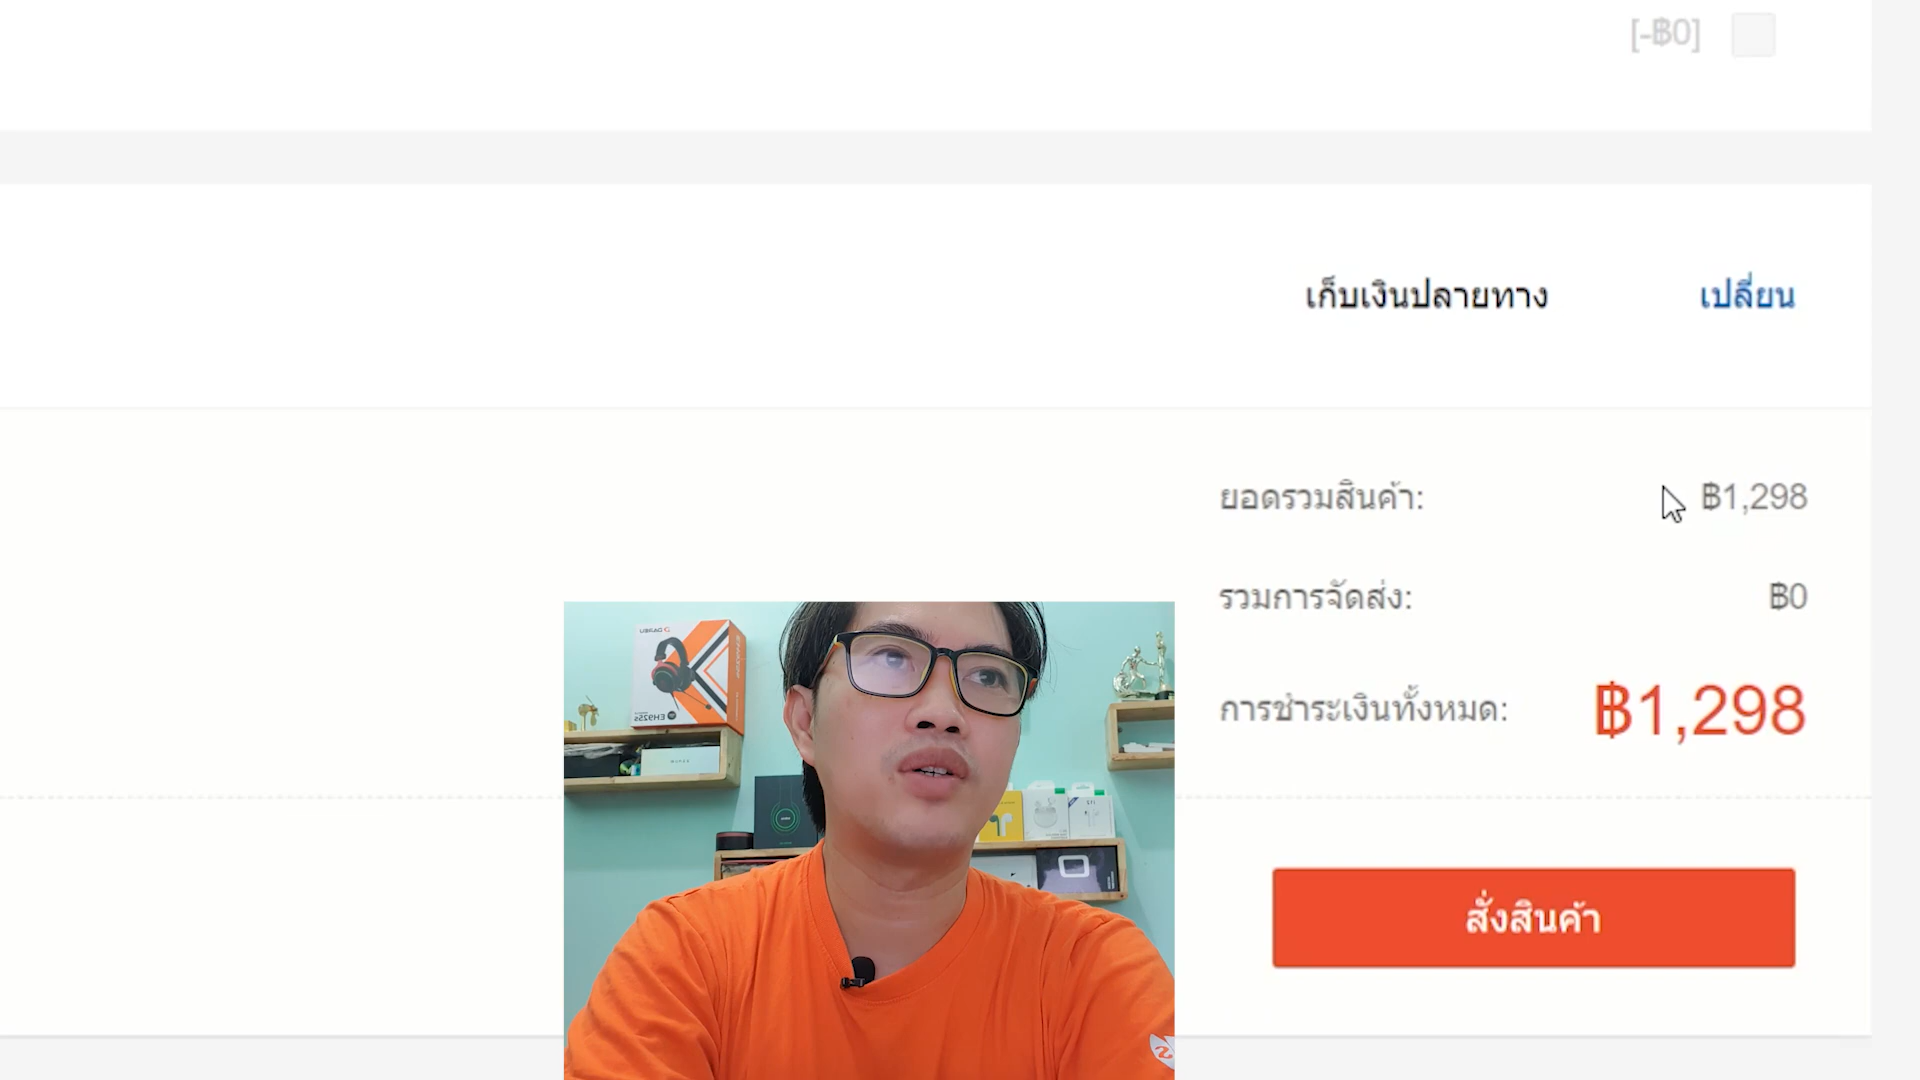 [-฿0]
เก็บเงินปลายทาง
เปลี่ยน
ยอดรวมสินค้า: ฿1,298
รวมการจัดส่ง: ฿0
การชำระเงินทั้งหมด: ฿1,298
สั่งสินค้า
DAREU
EH925s